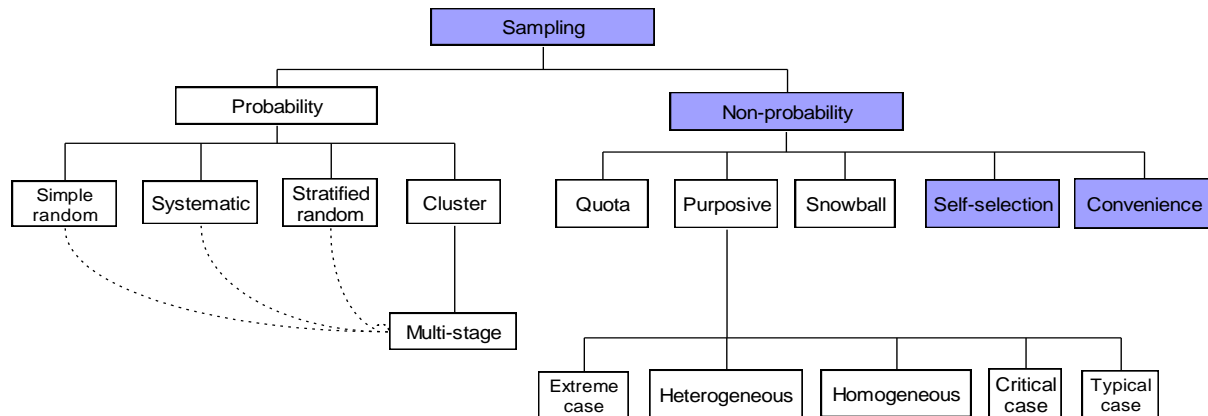 Sampling
Probability
Non-probability
Simple
random
Systematic
Stratified
random
Cluster
Quota
Purposive
Snowball
Self-selection
Convenience
Multi-stage
Extreme
case
Heterogeneous
Homogeneous
Critical
case
Typical
case